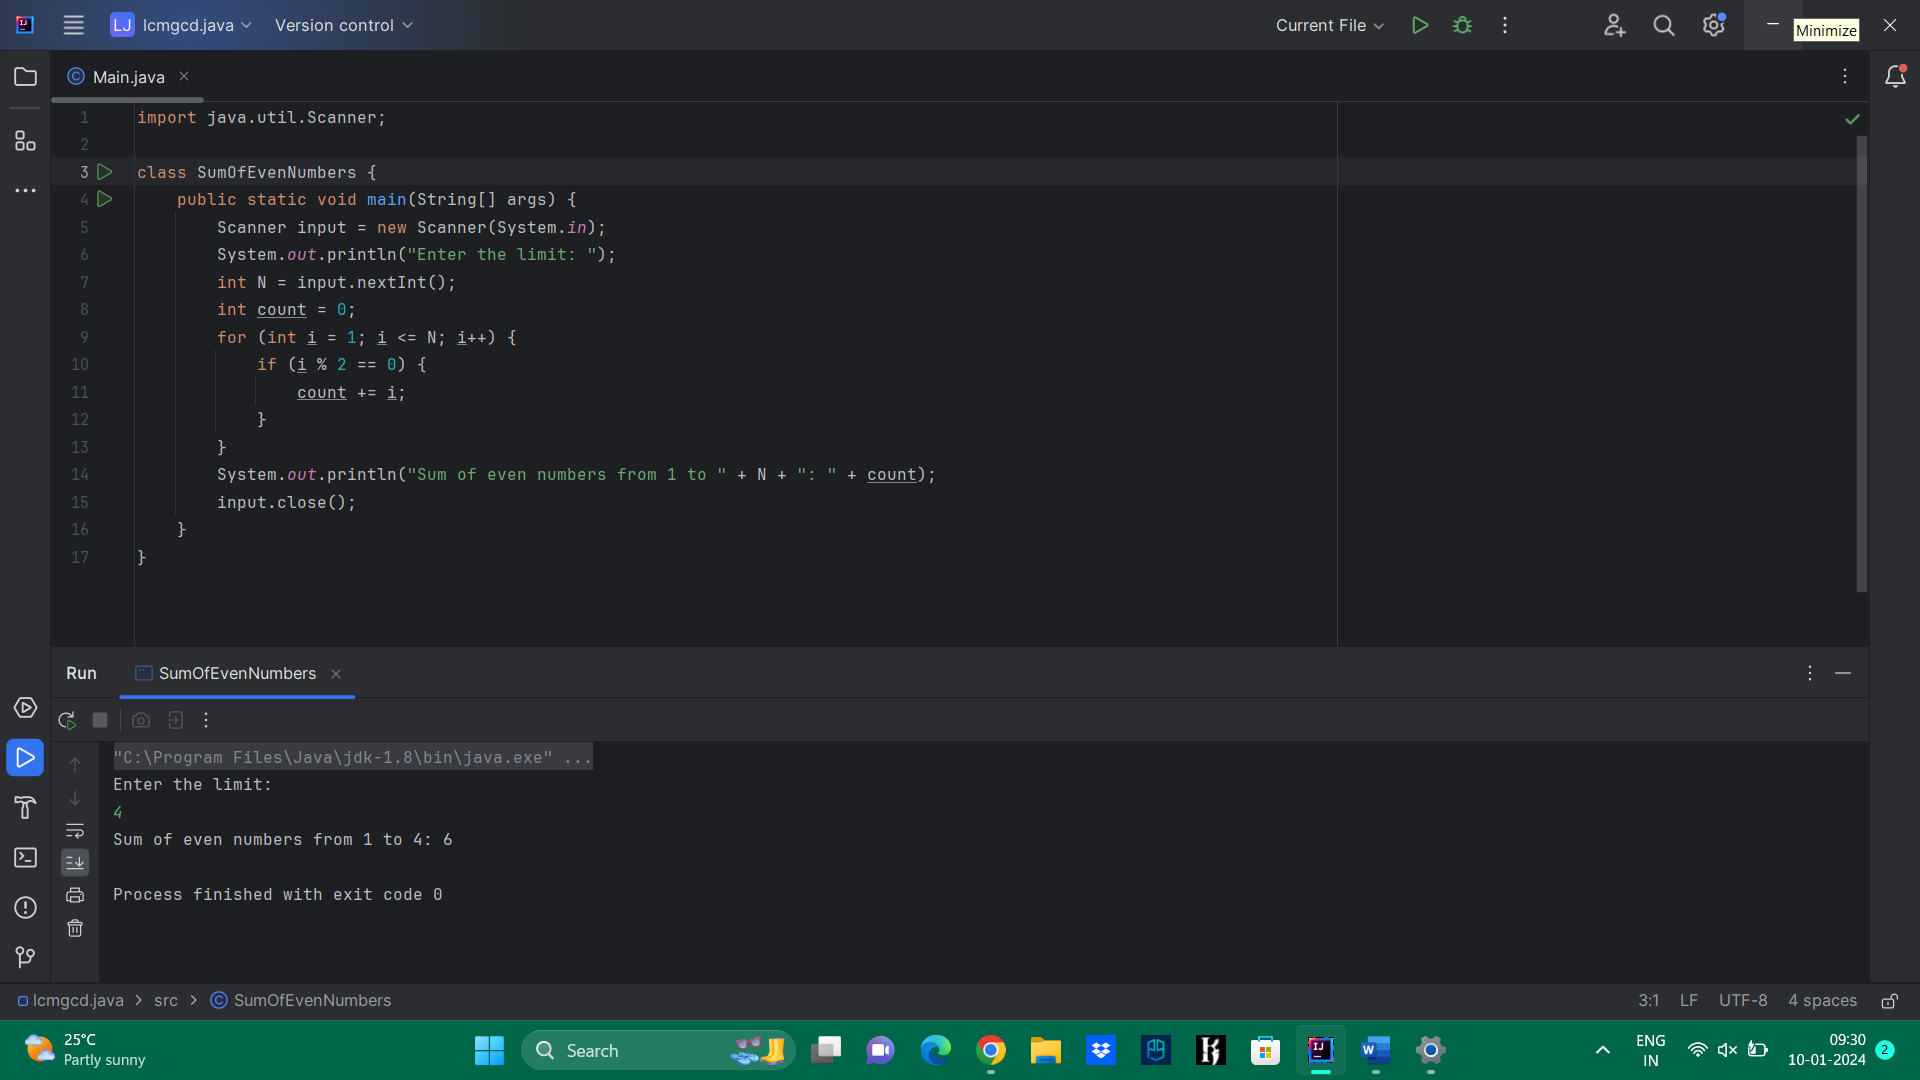 LJ lcmgcd.java Version control Current File Minimize
Main.java
1 import java.util.Scanner;
2
3 class SumOfEvenNumbers {
4 public static void main(String[] args) {
5 Scanner input = new Scanner(System.in);
6 System.out.println("Enter the limit: ");
7 int N = input.nextInt();
8 int count = 0;
9 for (int i = 1; i <= N; i++) {
10 if (i % 2 == 0) {
11 count += i;
12 }
13 }
14 System.out.println("Sum of even numbers from 1 to " + N + ": " + count);
15 input.close();
16 }
17 }
Run SumOfEvenNumbers
"C:\Program Files\Java\jdk-1.8\bin\java.exe" ...
Enter the limit:
4
Sum of even numbers from 1 to 4: 6
Process finished with exit code 0
lcmgcd.java > src > SumOfEvenNumbers 3:1 LF UTF-8 4 spaces
25°C
Partly sunny
Search
ENG
IN
09:30
10-01-2024
2